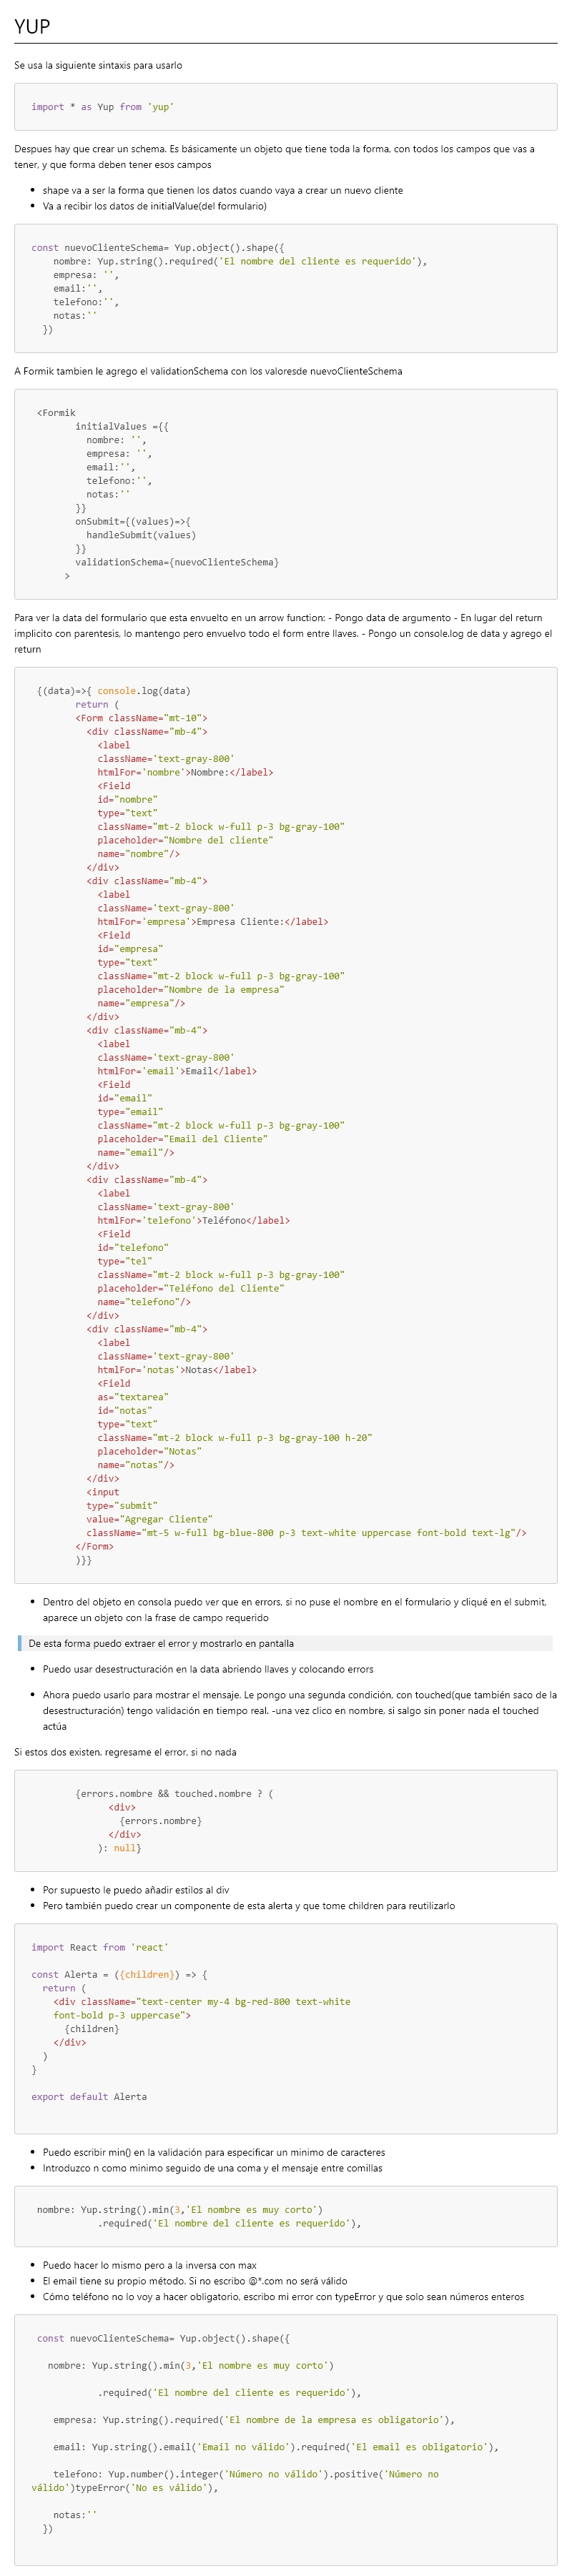 YUP
Se usa la siguiente sintaxis para usarlo
import * as Yup from 'yup'
Despues hay que crear un schema. Es básicamente un objeto que tiene toda la forma, con todos los campos que vas a
tener, y que forma deben tener esos campos
• shape va a ser la forma que tienen los datos cuando vaya a crear un nuevo cliente
• Va a recibir los datos de initialValue(del formulario)
const nuevoClienteSchema= Yup.object().shape({
nombre: Yup.string().required('El nombre del cliente es requerido'),
empresa: '',
email:'',
telefono:'',
notas:''
})
A Formik tambien le agrego el validationSchema con los valoresde nuevoClienteSchema
<Formik
initialValues ={{
nombre: '',
empresa: '',
email:'',
telefono:'',
notas:''
}}
onSubmit={(values)=>{
handleSubmit(values)
}}
validationSchema={nuevoClienteSchema}
>
Para ver la data del formulario que esta envuelto en un arrow function: - Pongo data de argumento - En lugar del return
implicito con parentesis, lo mantengo pero envuelvo todo el form entre llaves. - Pongo un console.log de data y agrego el
return
{(data)=>{ console.log(data)
return (
<Form className="mt-10">
<div className="mb-4">
<label
className='text-gray-800'
htmlFor='nombre'>Nombre:</label>
<Field
id="nombre"
type="text"
className="mt-2 block w-full p-3 bg-gray-100"
placeholder="Nombre del cliente"
name="nombre"/>
</div>
<div className="mb-4">
<label
className='text-gray-800'
htmlFor='empresa'>Empresa Cliente:</label>
<Field
id="empresa"
type="text"
className="mt-2 block w-full p-3 bg-gray-100"
placeholder="Nombre de la empresa"
name="empresa"/>
</div>
<div className="mb-4">
<label
className='text-gray-800'
htmlFor='email'>Email</label>
<Field
id="email"
type="email"
className="mt-2 block w-full p-3 bg-gray-100"
placeholder="Email del Cliente"
name="email"/>
</div>
<div className="mb-4">
<label
className='text-gray-800'
htmlFor='telefono'>Teléfono</label>
<Field
id="telefono"
type="tel"
className="mt-2 block w-full p-3 bg-gray-100"
placeholder="Teléfono del Cliente"
name="telefono"/>
</div>
<div className="mb-4">
<label
className='text-gray-800'
htmlFor='notas'>Notas</label>
<Field
as="textarea"
id="notas"
type="text"
className="mt-2 block w-full p-3 bg-gray-100 h-20"
placeholder="Notas"
name="notas"/>
</div>
<input
type="submit"
value="Agregar Cliente"
className="mt-5 w-full bg-blue-800 p-3 text-white uppercase font-bold text-lg"/>
</Form>
)}}
• Dentro del objeto en consola puedo ver que en errors, si no puse el nombre en el formulario y cliqué en el submit,
aparece un objeto con la frase de campo requerido
De esta forma puedo extraer el error y mostrarlo en pantalla
• Puedo usar desestructuración en la data abriendo llaves y colocando errors
• Ahora puedo usarlo para mostrar el mensaje. Le pongo una segunda condición, con touched(que también saco de la
desestructuración) tengo validación en tiempo real. -una vez clico en nombre, si salgo sin poner nada el touched
actúa
Si estos dos existen, regresame el error, si no nada
{errors.nombre && touched.nombre ? (
<div>
{errors.nombre}
</div>
): null}
• Por supuesto le puedo añadir estilos al div
• Pero también puedo crear un componente de esta alerta y que tome children para reutilizarlo
import React from 'react'
const Alerta = ({children}) => {
return (
<div className="text-center my-4 bg-red-800 text-white
font-bold p-3 uppercase">
{children}
</div>
)
}
export default Alerta
• Puedo escribir min() en la validación para especificar un minimo de caracteres
• Introduzco n como minimo seguido de una coma y el mensaje entre comillas
nombre: Yup.string().min(3,'El nombre es muy corto')
.required('El nombre del cliente es requerido'),
• Puedo hacer lo mismo pero a la inversa con max
• El email tiene su propio método. Si no escribo @*.com no será válido
• Cómo teléfono no lo voy a hacer obligatorio, escribo mi error con typeError y que solo sean números enteros
const nuevoClienteSchema= Yup.object().shape({
nombre: Yup.string().min(3,'El nombre es muy corto')
.required('El nombre del cliente es requerido'),
empresa: Yup.string().required('El nombre de la empresa es obligatorio'),
email: Yup.string().email('Email no válido').required('El email es obligatorio'),
telefono: Yup.number().integer('Número no válido').positive('Número no
válido')typeError('No es válido'),
notas:''
})